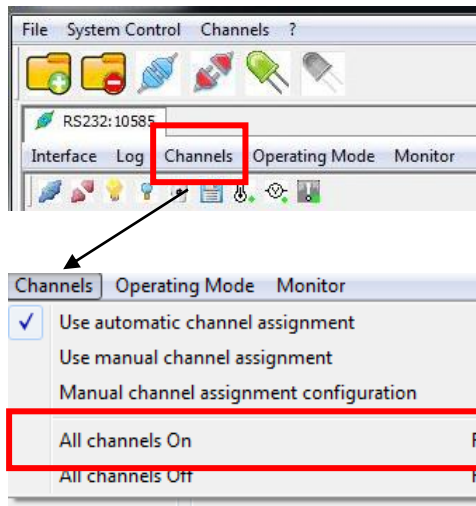 File System Control Channels ?
RS232:10585
Interface Log Channels Operating Mode Monitor
Channels Operating Mode Monitor
Use automatic channel assignment
Use manual channel assignment
Manual channel assignment configuration
All channels On F
All channels Off